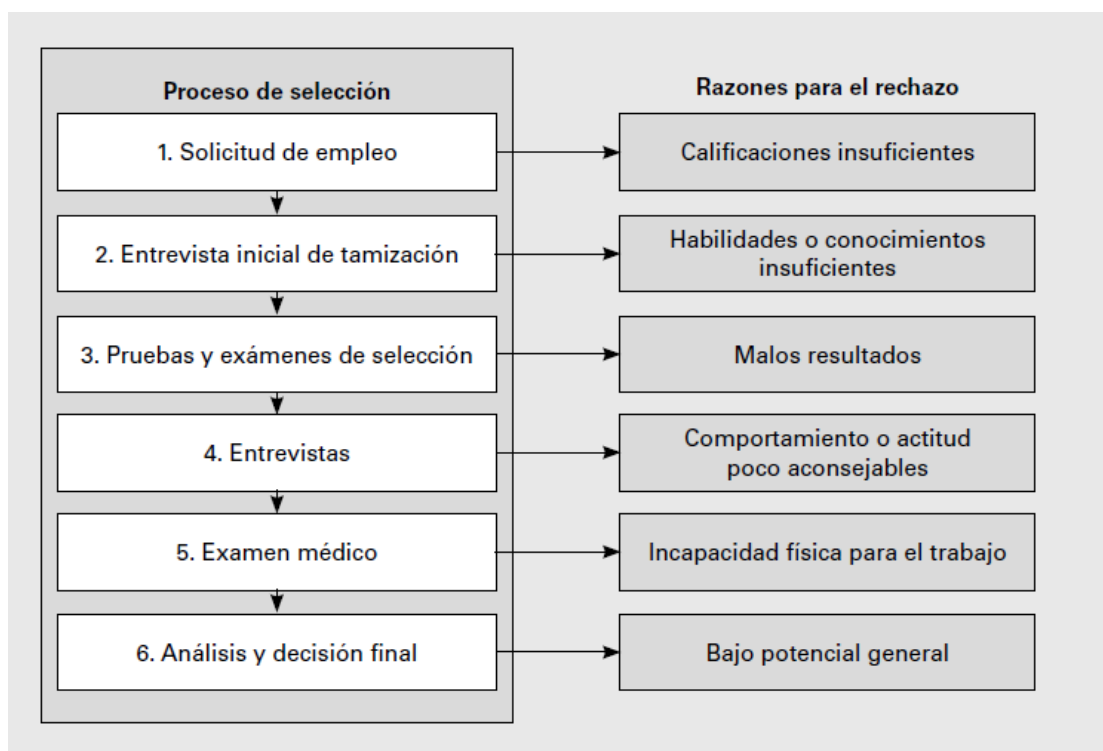 Proceso de selección
Razones para el rechazo
1. Solicitud de empleo
Calificaciones insuficientes
2. Entrevista inicial de tamización
Habilidades o conocimientos
insuficientes
3. Pruebas y exámenes de selección
Malos resultados
4. Entrevistas
Comportamiento o actitud
poco aconsejables
5. Examen médico
Incapacidad física para el trabajo
6. Análisis y decisión final
Bajo potencial general